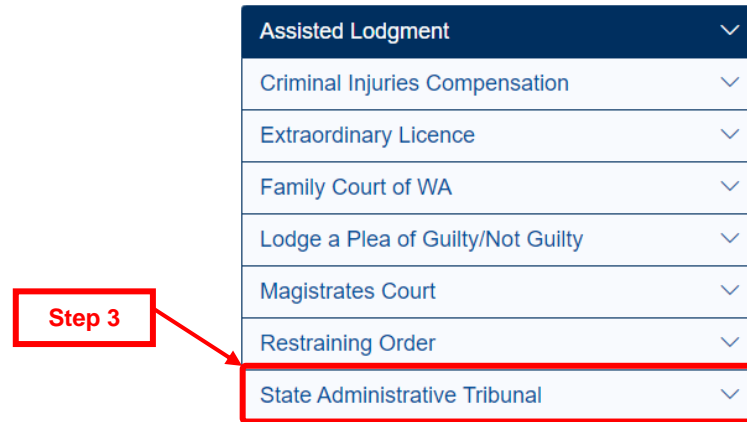 Assisted Lodgment
Criminal Injuries Compensation
Extraordinary Licence
Family Court of WA
Lodge a Plea of Guilty/Not Guilty
Magistrates Court
Step 3
Restraining Order
State Administrative Tribunal